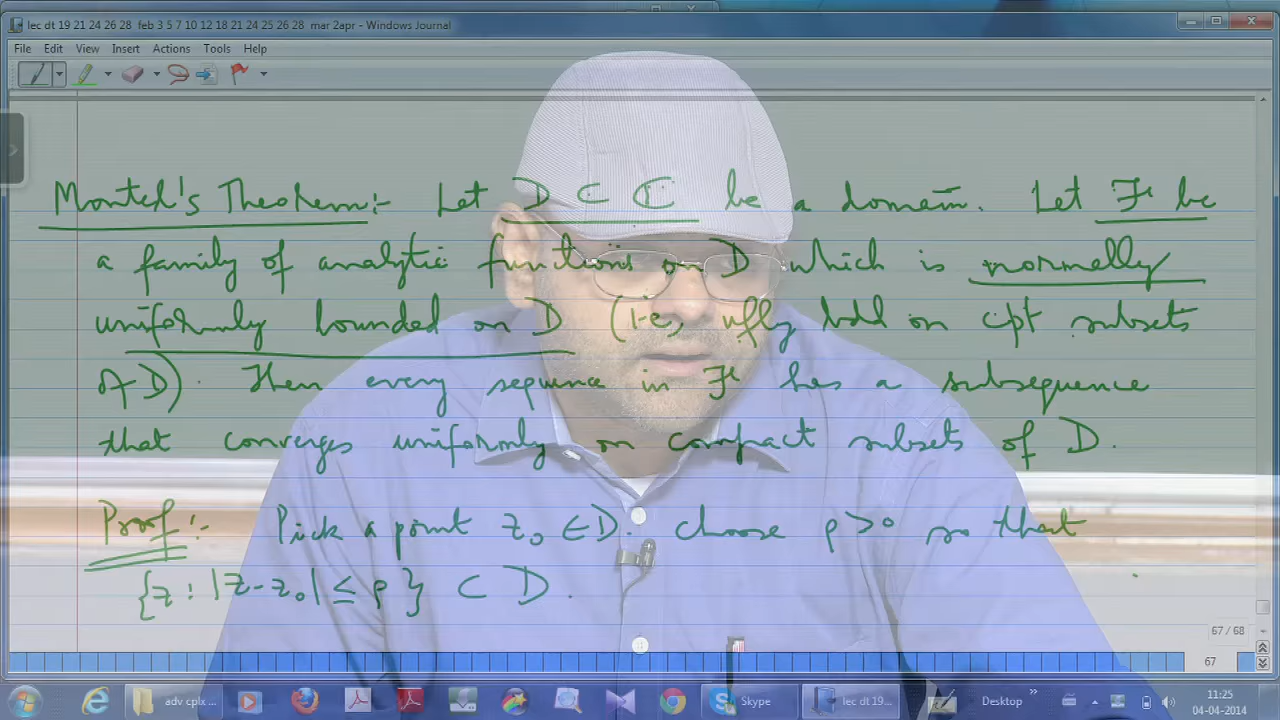 lec dt 19 21 24 26 28 feb 3 5 7 10 12 18 21 24 25 26 28 mar 2apr - Windows Journal
File Edit View Insert Actions Tools Help
Montel's Theorem:- Let D ⊂ ℂ be a domain. Let ℱ be
a family of analytic functions on D which is normally
uniformly bounded on D (i.e., ufly bdd on cpt subsets
of D). Then every sequence in ℱ has a subsequence
that converges uniformly on compact subsets of D.
Proof:- Pick a point z₀ ∈ D. Choose ρ>0 so that
{z : |z-z₀| ≤ ρ} ⊂ D.
67 / 68
67
adv cplx ...
Skype
lec dt 19...
Desktop
11:25
04-04-2014